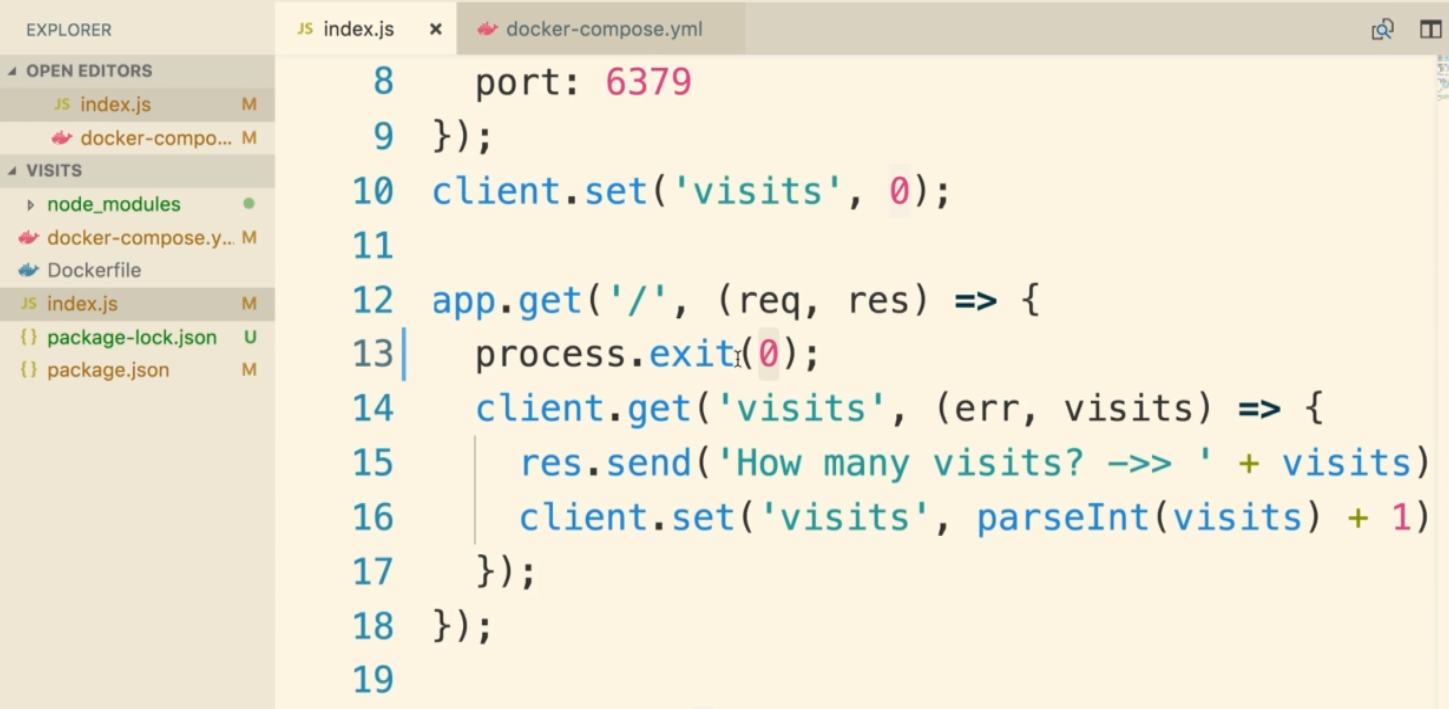 EXPLORER
JS index.js ×
docker-compose.yml
OPEN EDITORS
JS index.js M
docker-compo... M
VISITS
node_modules
docker-compose.y... M
Dockerfile
JS index.js M
{} package-lock.json U
{} package.json M
8 port: 6379
9 });
10 client.set('visits', 0);
11
12 app.get('/', (req, res) => {
13 process.exit(0);
14 client.get('visits', (err, visits) => {
15 res.send('How many visits? ->> ' + visits)
16 client.set('visits', parseInt(visits) + 1)
17 });
18 });
19